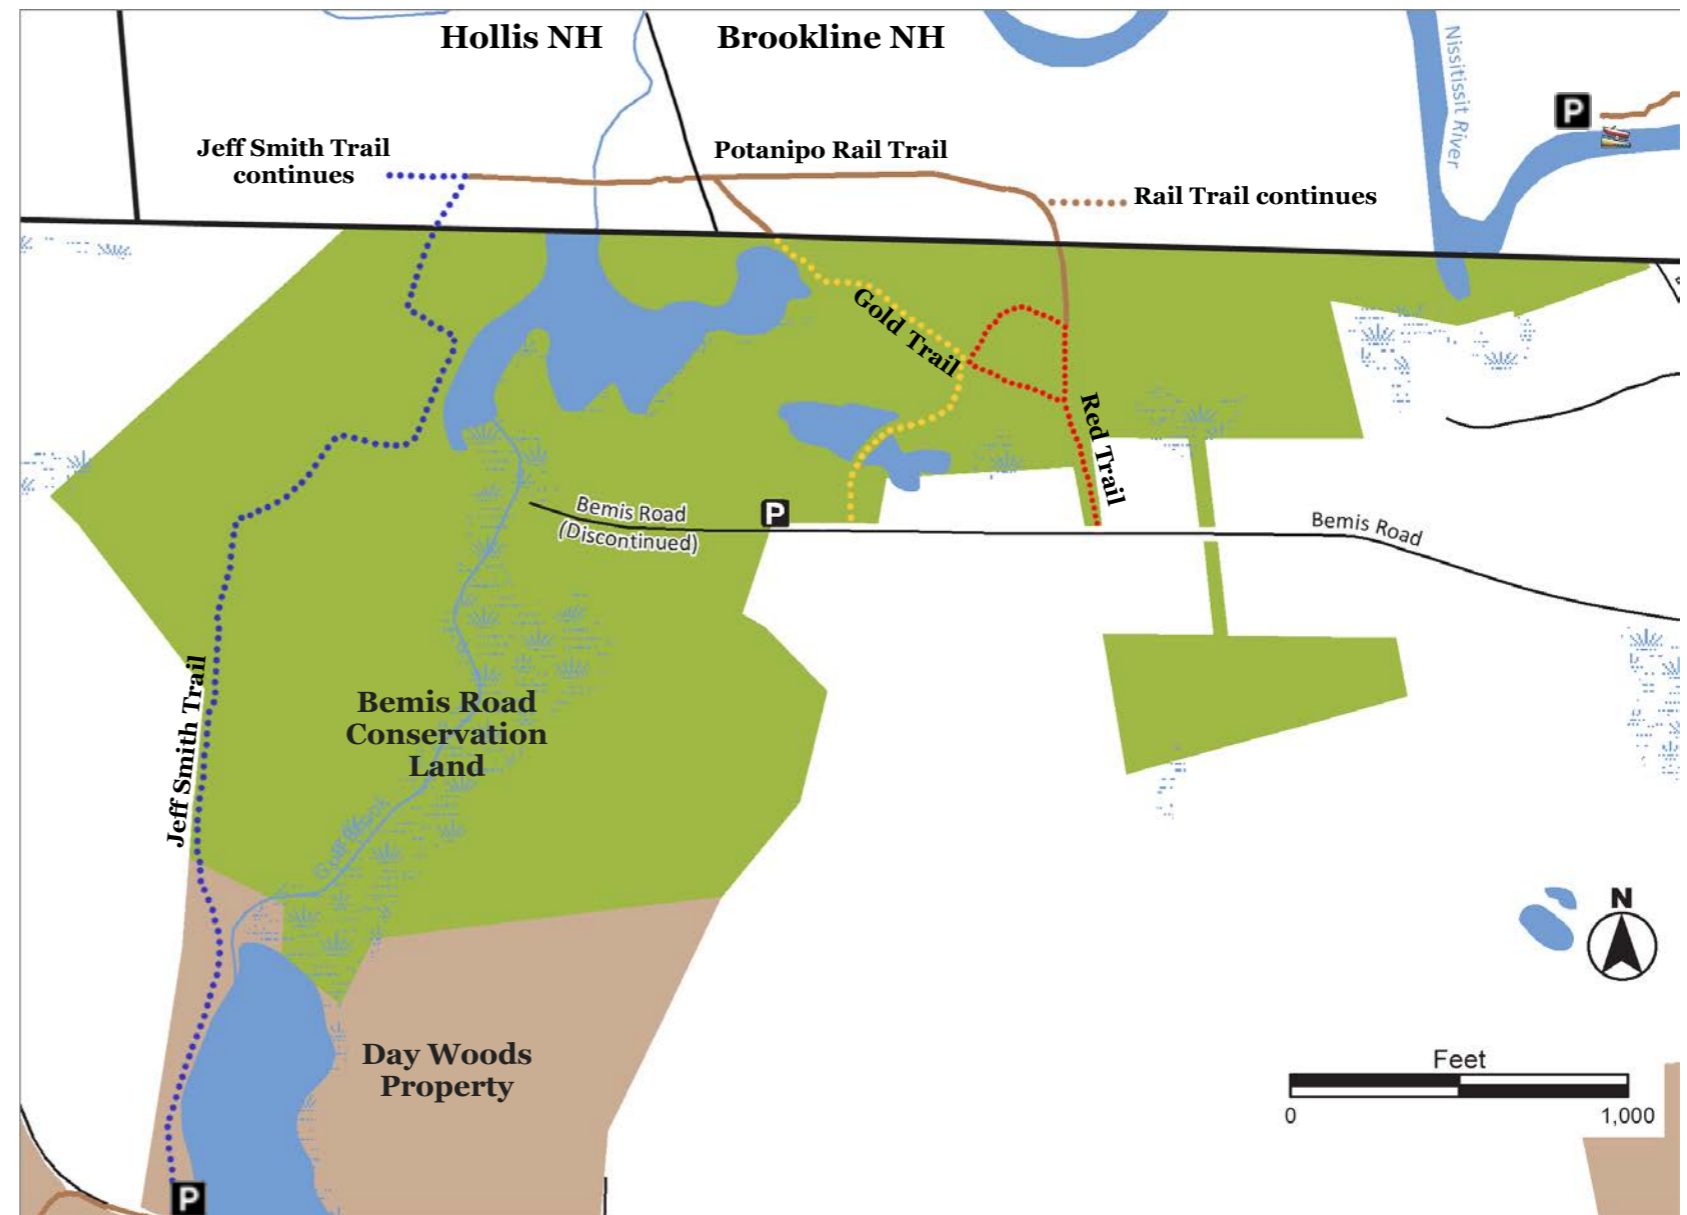 Hollis NH
Brookline NH
Nissitissit River
P
Jeff Smith Trail
continues
Potanipo Rail Trail
Rail Trail continues
Gold Trail
Red Trail
P
Bemis Road
(Discontinued)
Bemis Road
Jeff Smith Trail
Bemis Road
Conservation
Land
N
Day Woods
Property
Feet
0
1,000
P